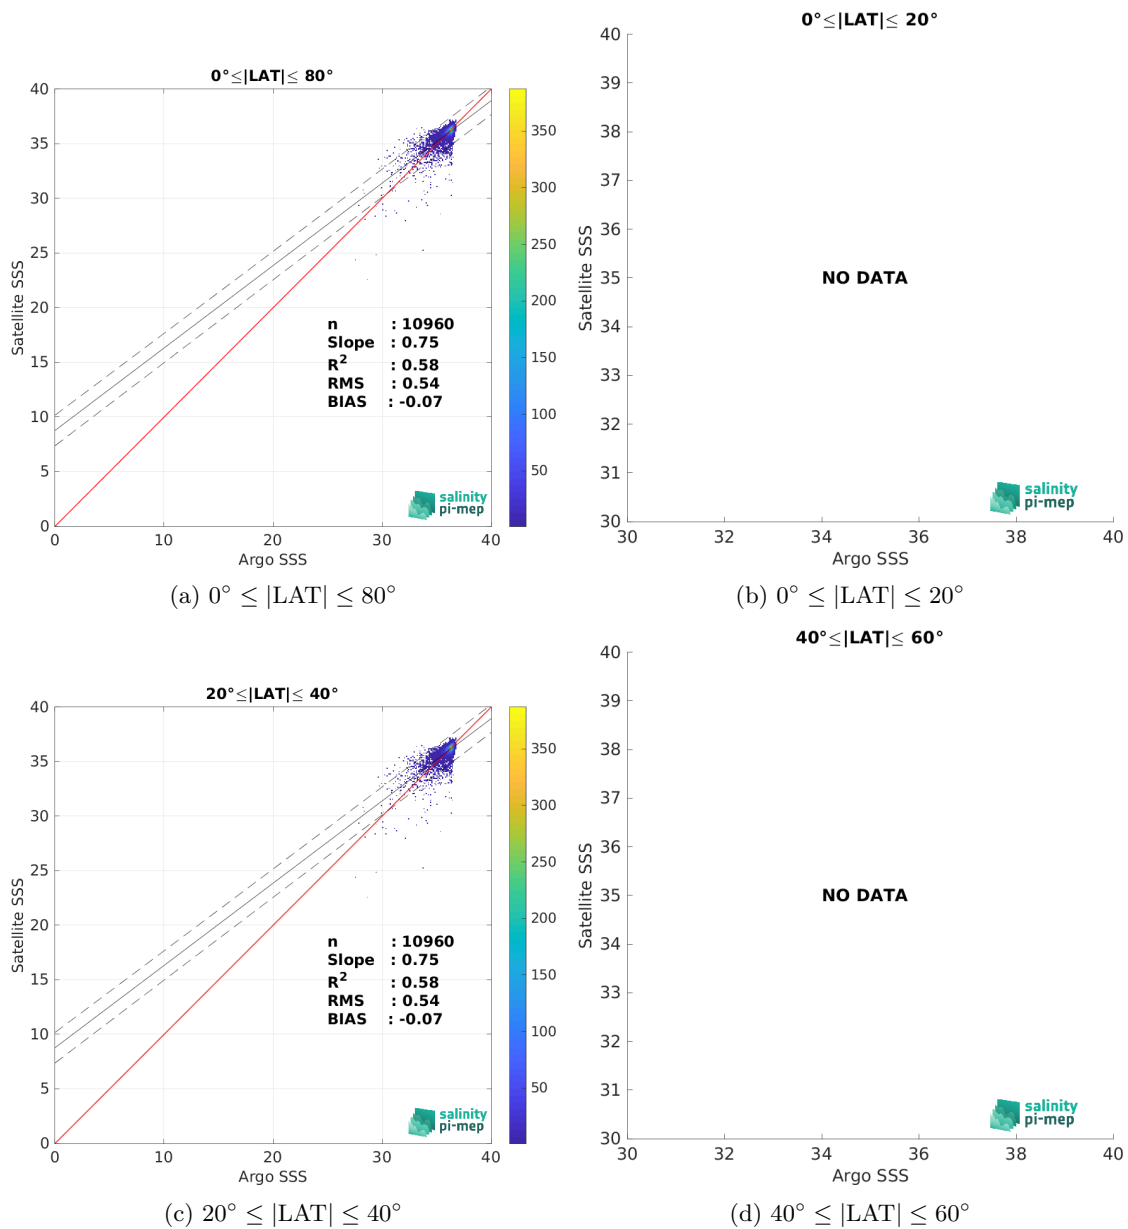 0°≤|LAT|≤ 80°
40
35
30
25
20
15
10
5
0
0
10
20
30
40
Satellite SSS
Argo SSS
n : 10960
Slope : 0.75
R² : 0.58
RMS : 0.54
BIAS : -0.07
salinity
pi-mep
350
300
250
200
150
100
50
(a) 0° ≤ |LAT| ≤ 80°
0°≤|LAT|≤ 20°
40
39
38
37
36
35
34
33
32
31
30
30
32
34
36
38
40
Satellite SSS
Argo SSS
NO DATA
salinity
pi-mep
(b) 0° ≤ |LAT| ≤ 20°
20°≤|LAT|≤ 40°
40
35
30
25
20
15
10
5
0
0
10
20
30
40
Satellite SSS
Argo SSS
n : 10960
Slope : 0.75
R² : 0.58
RMS : 0.54
BIAS : -0.07
salinity
pi-mep
350
300
250
200
150
100
50
(c) 20° ≤ |LAT| ≤ 40°
40°≤|LAT|≤ 60°
40
39
38
37
36
35
34
33
32
31
30
30
32
34
36
38
40
Satellite SSS
Argo SSS
NO DATA
salinity
pi-mep
(d) 40° ≤ |LAT| ≤ 60°